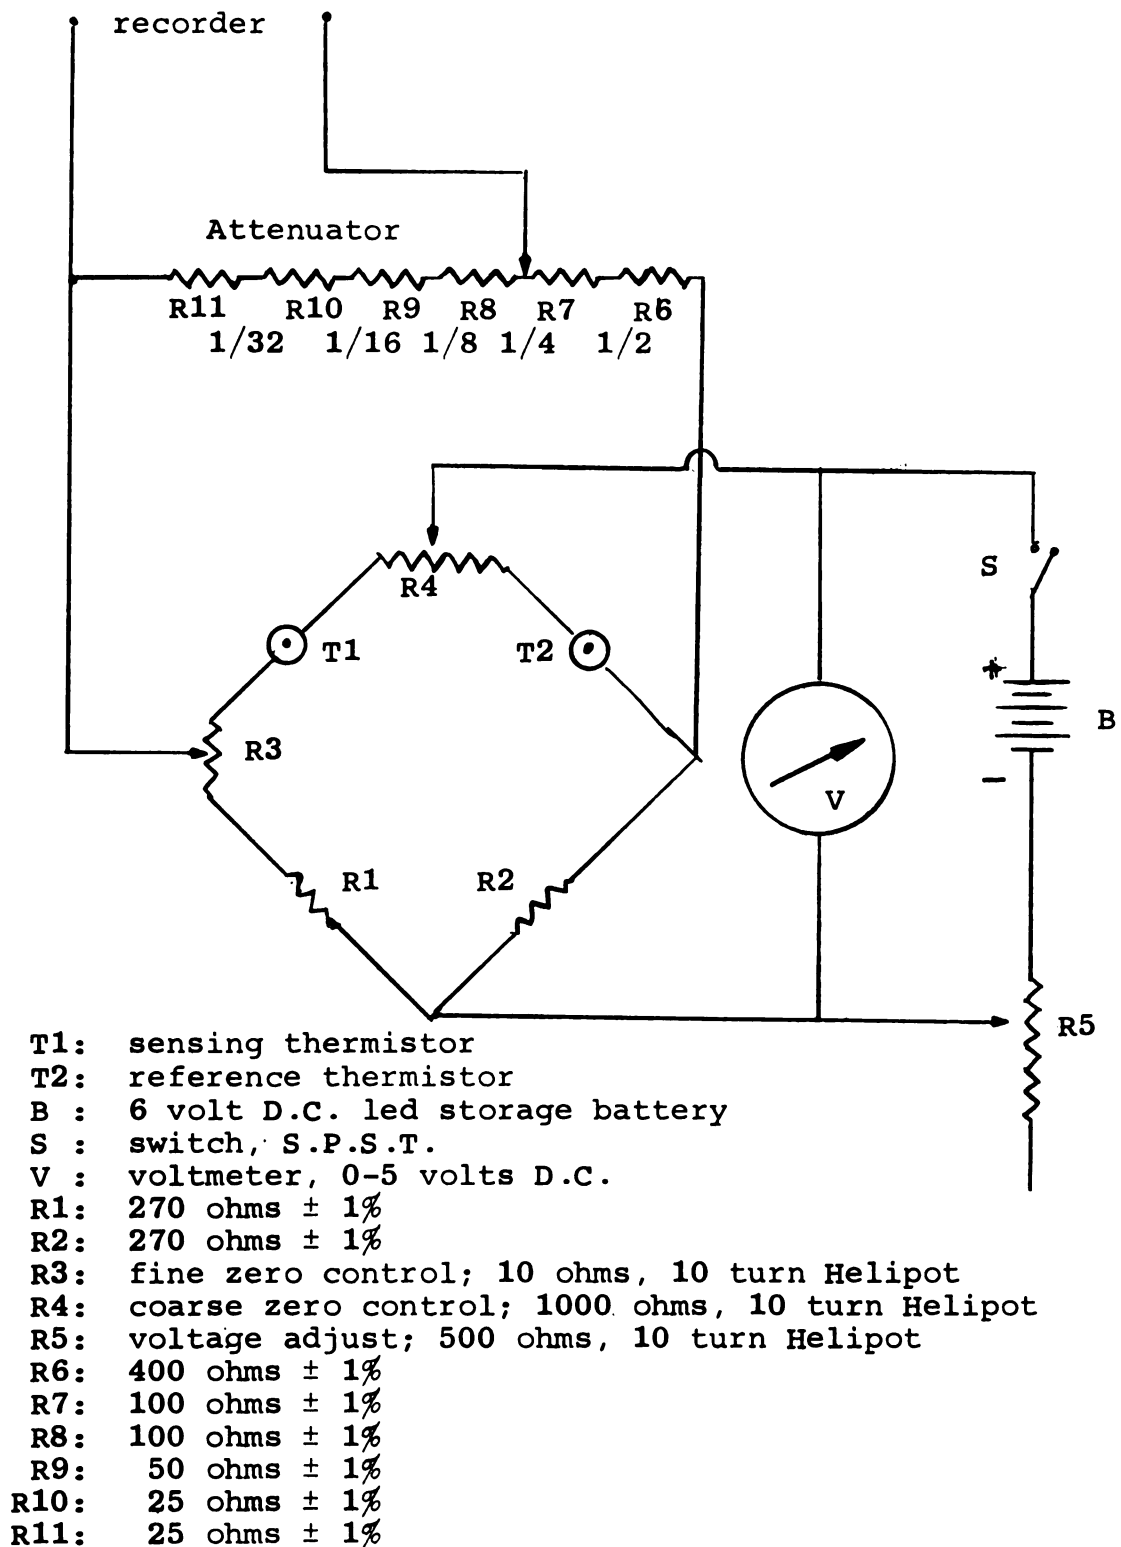 recorder
Attenuator
R11 R10 R9 R8 R7 R6
1/32 1/16 1/8 1/4 1/2
R4
S
T1 T2
+
B
R3
V
-
R1 R2
R5
T1: sensing thermistor
T2: reference thermistor
B : 6 volt D.C. led storage battery
S : switch, S.P.S.T.
V : voltmeter, 0-5 volts D.C.
R1: 270 ohms ± 1%
R2: 270 ohms ± 1%
R3: fine zero control; 10 ohms, 10 turn Helipot
R4: coarse zero control; 1000 ohms, 10 turn Helipot
R5: voltage adjust; 500 ohms, 10 turn Helipot
R6: 400 ohms ± 1%
R7: 100 ohms ± 1%
R8: 100 ohms ± 1%
R9: 50 ohms ± 1%
R10: 25 ohms ± 1%
R11: 25 ohms ± 1%